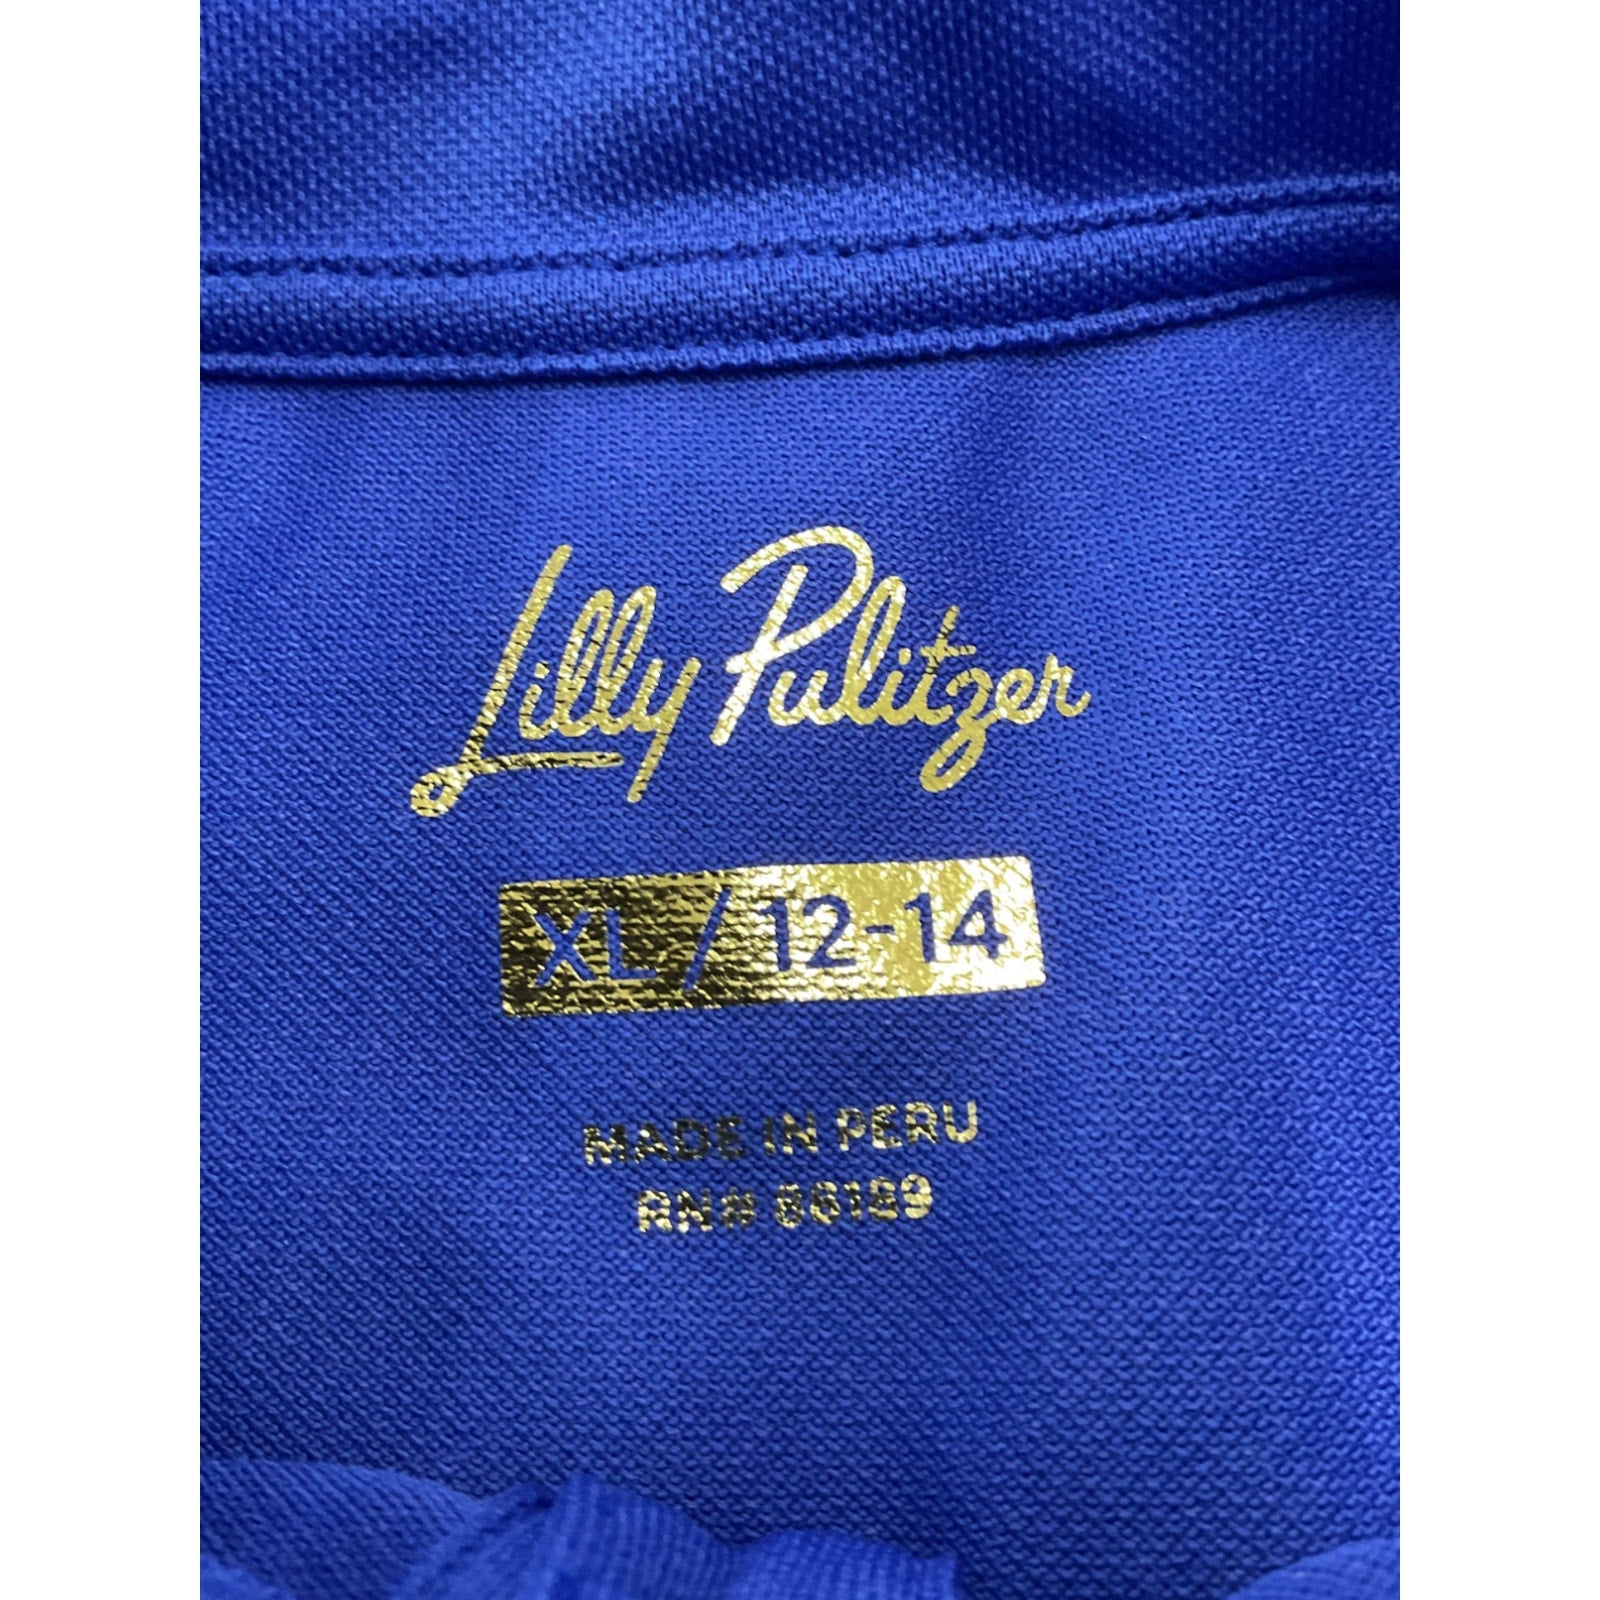 Lilly Pulitzer
XL / 12-14
MADE IN PERU
RN# 86189